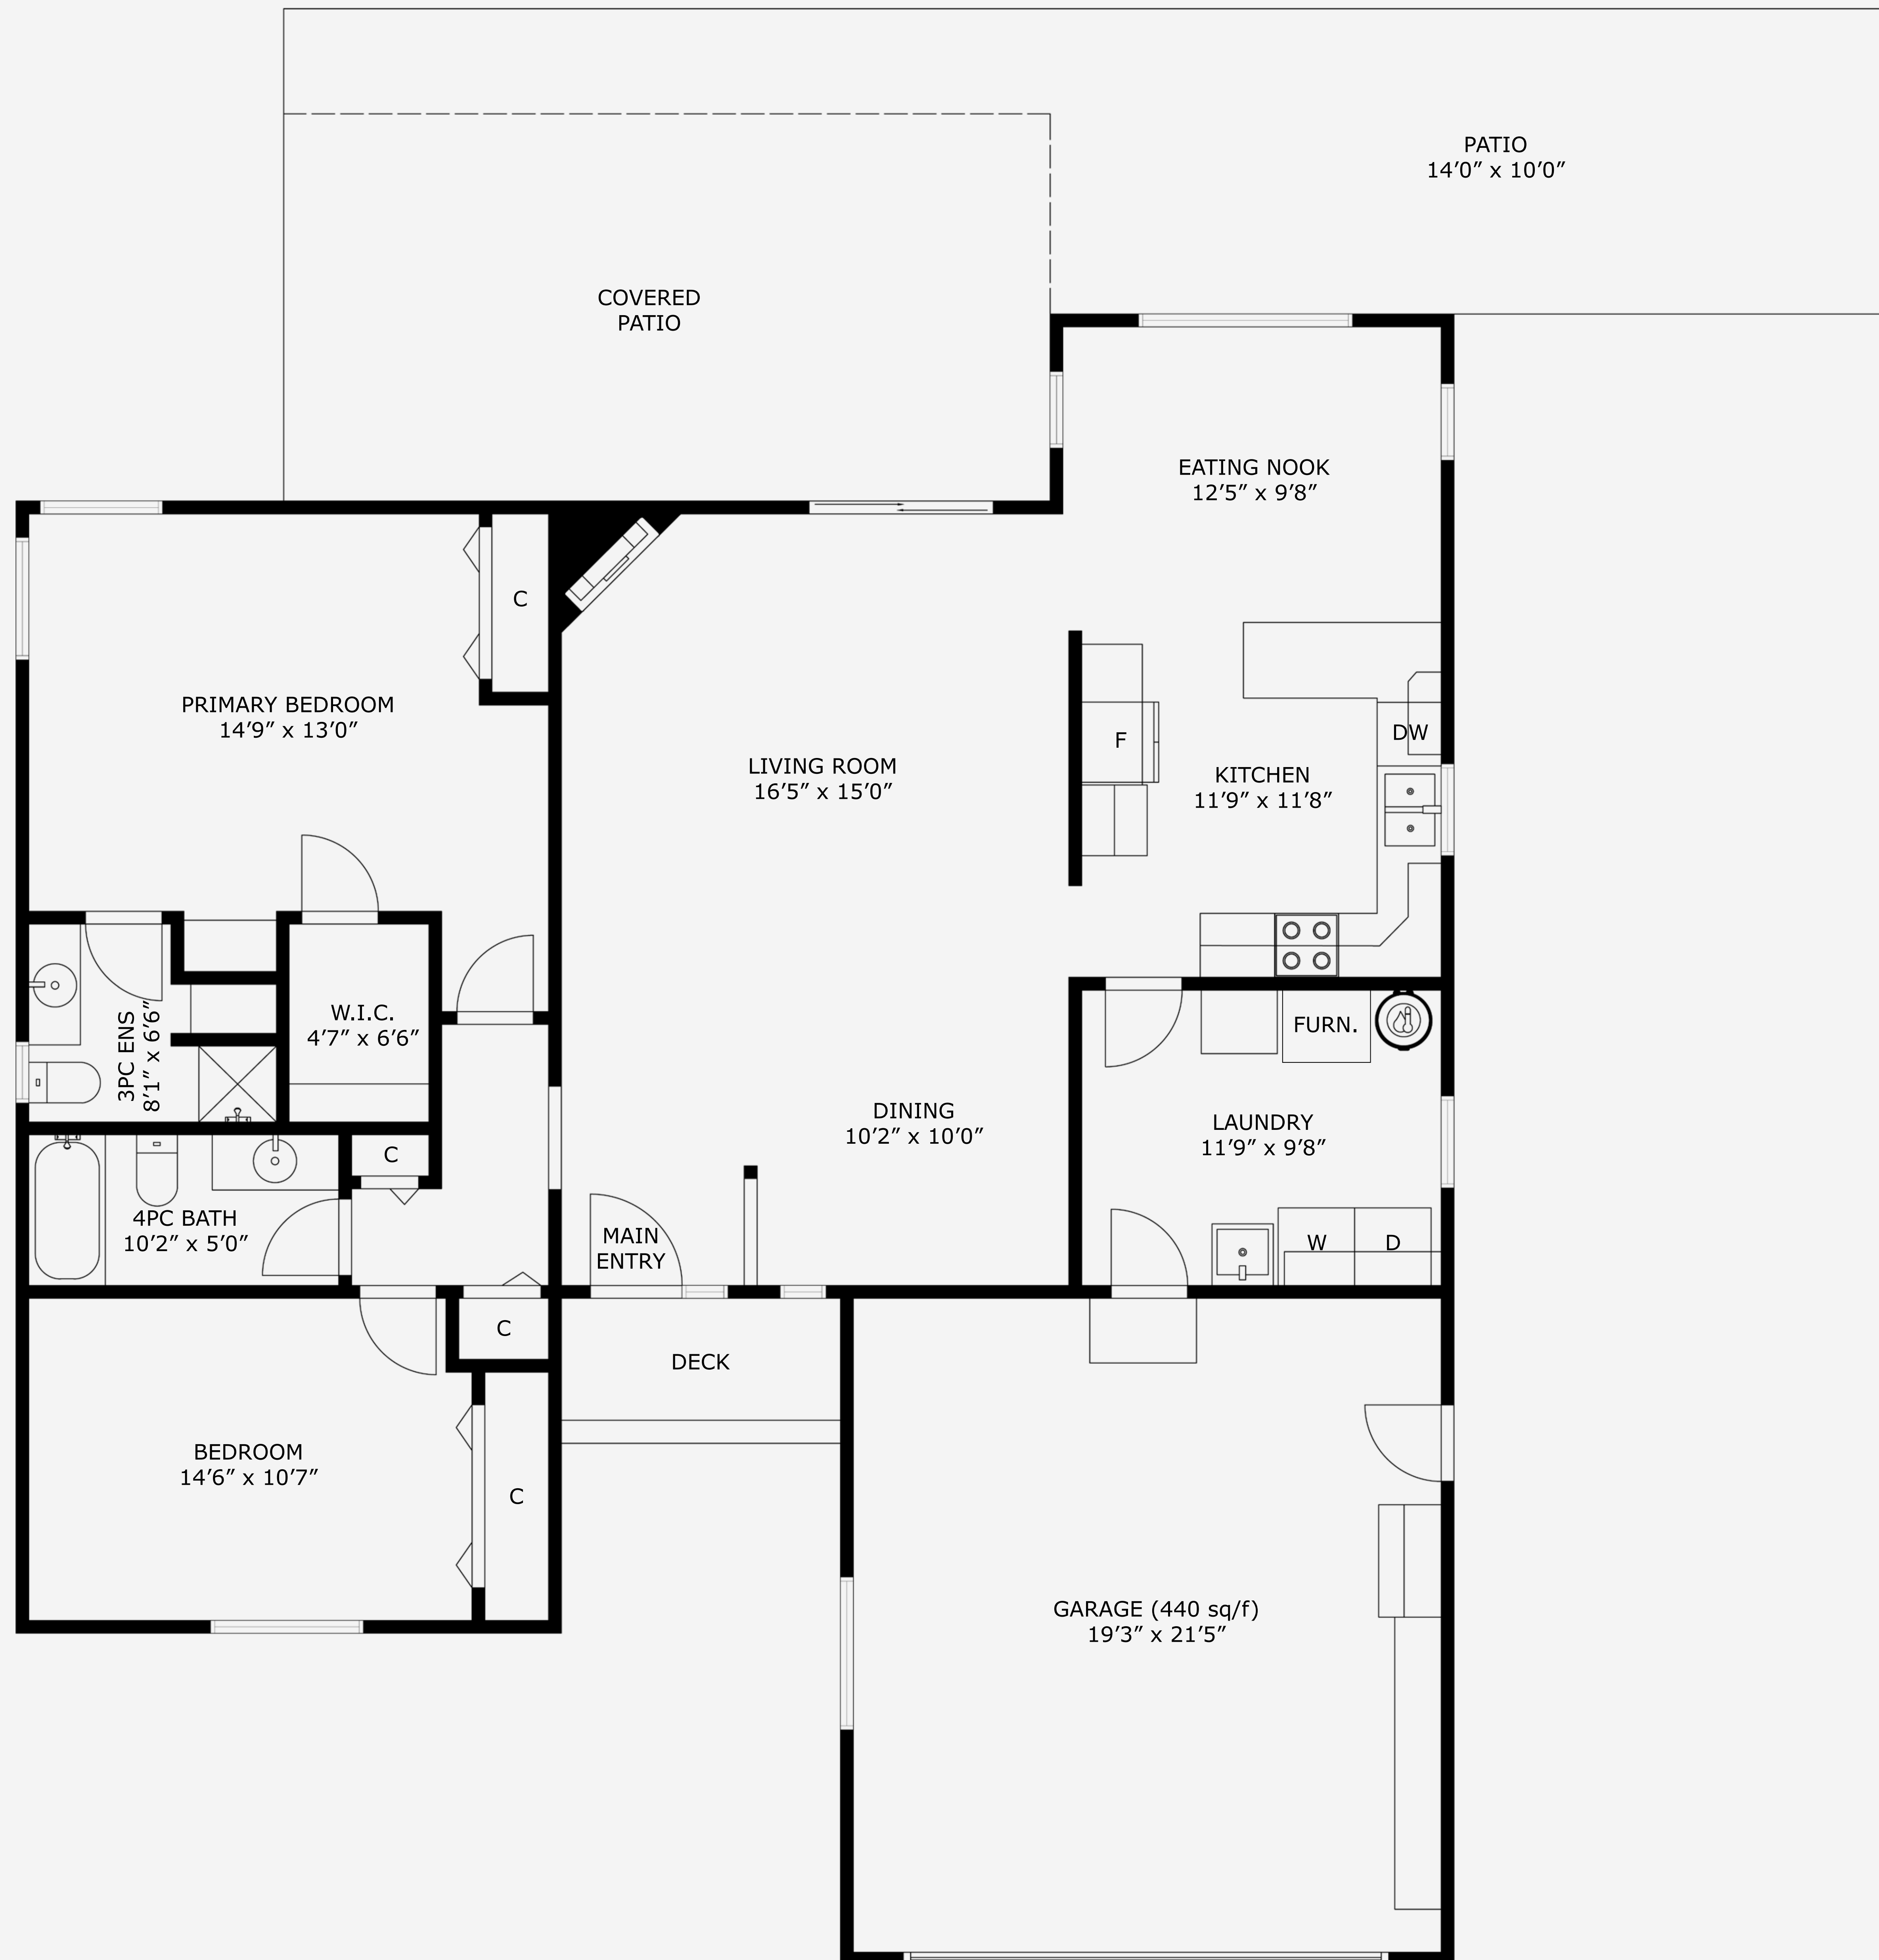 PATIO
14’0” x 10’0”
COVERED
PATIO
EATING NOOK
12’5” x 9’8”
C
PRIMARY BEDROOM
14’9” x 13’0”
LIVING ROOM
16’5” x 15’0”
F
DW
KITCHEN
11’9” x 11’8”
W.I.C.
4’7” x 6’6”
3PC ENS
8’1” x 6’6”
FURN.
DINING
10’2” x 10’0”
LAUNDRY
11’9” x 9’8”
C
4PC BATH
10’2” x 5’0”
MAIN
ENTRY
W
D
C
DECK
BEDROOM
14’6” x 10’7”
C
GARAGE (440 sq/f)
19’3” x 21’5”